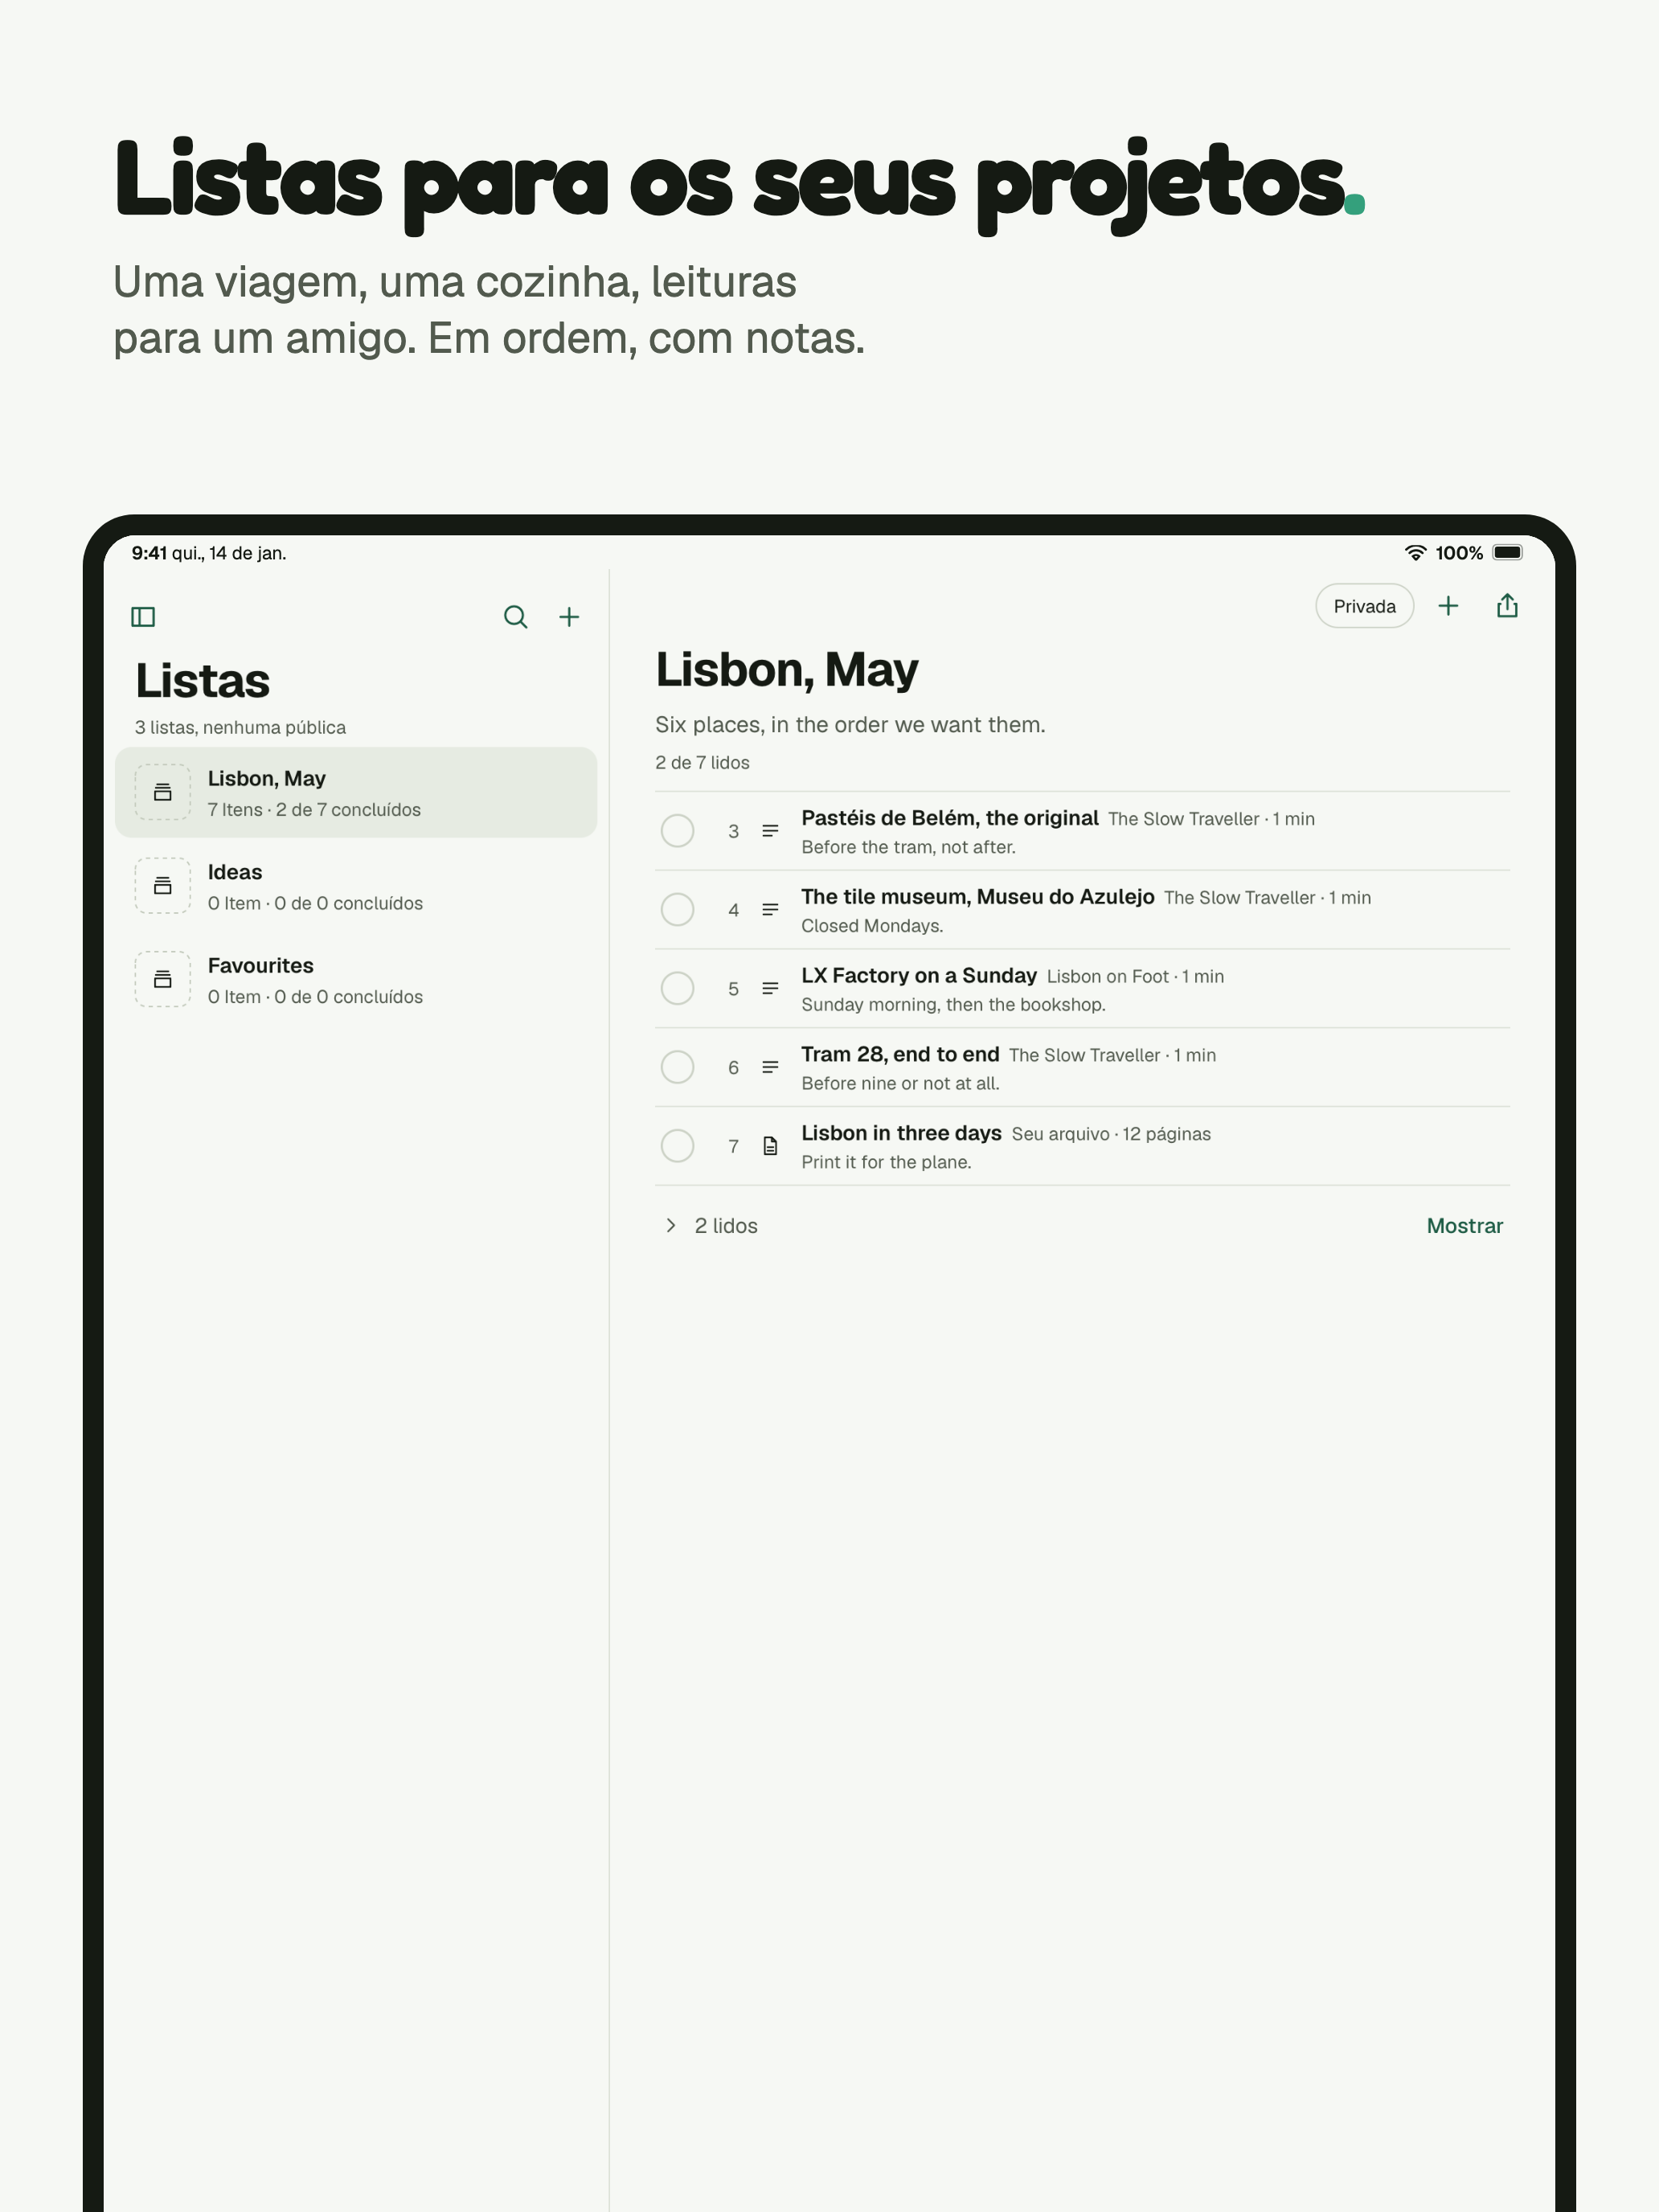 Listas para os seus projetos.
Uma viagem, uma cozinha, leituras
para um amigo. Em ordem, com notas.
9:41 qui., 14 de jan.
100%
Listas
3 listas, nenhuma pública
Lisbon, May
7 Itens · 2 de 7 concluídos
Ideas
0 Item · 0 de 0 concluídos
Favourites
0 Item · 0 de 0 concluídos
Privada
Lisbon, May
Six places, in the order we want them.
2 de 7 lidos
3 Pastéis de Belém, the original The Slow Traveller · 1 min
Before the tram, not after.
4 The tile museum, Museu do Azulejo The Slow Traveller · 1 min
Closed Mondays.
5 LX Factory on a Sunday Lisbon on Foot · 1 min
Sunday morning, then the bookshop.
6 Tram 28, end to end The Slow Traveller · 1 min
Before nine or not at all.
7 Lisbon in three days Seu arquivo · 12 páginas
Print it for the plane.
2 lidos Mostrar